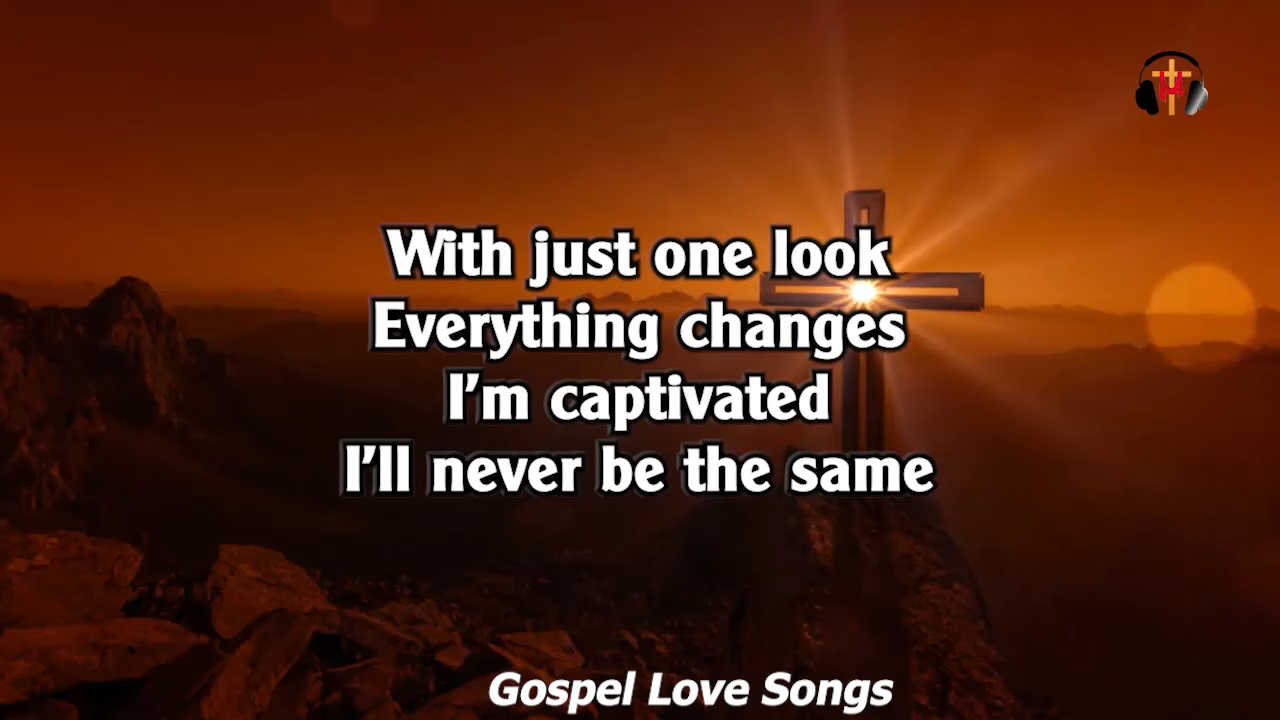 With just one look
Everything changes
I'm captivated
I'll never be the same
Gospel Love Songs